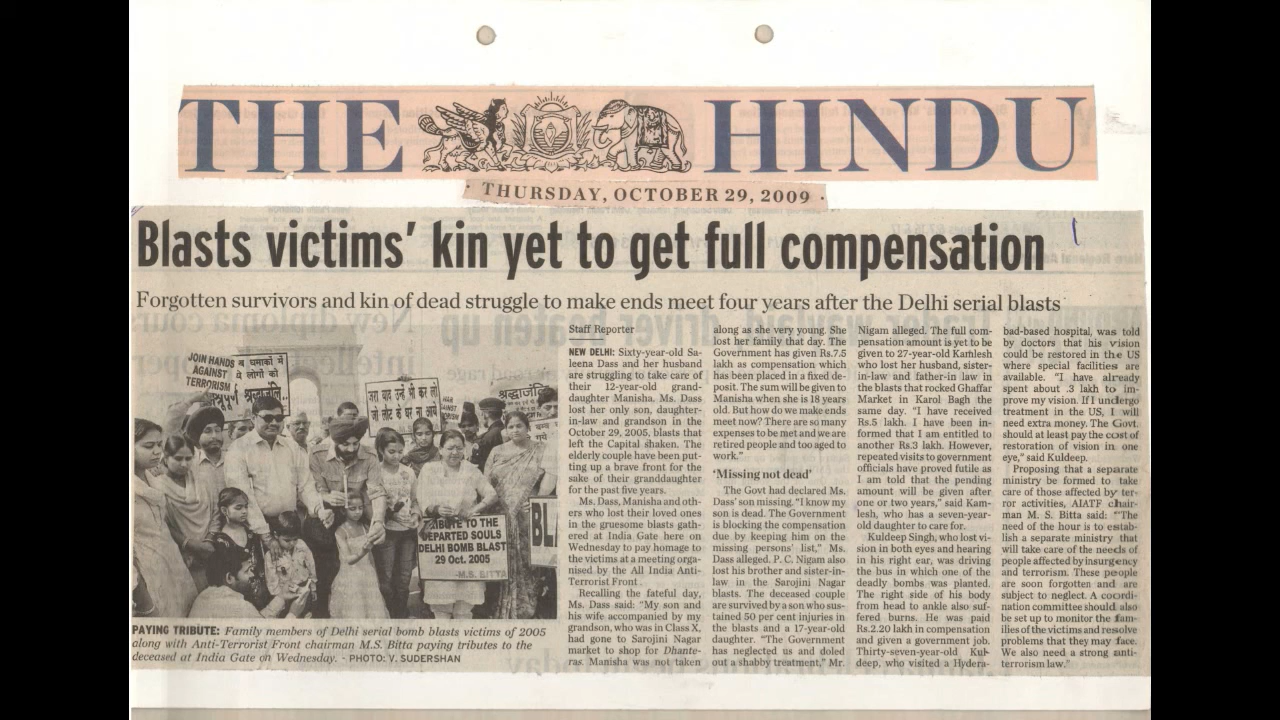 THE HINDU
· THURSDAY, OCTOBER 29, 2009 ·
Blasts victims' kin yet to get full compensation
Forgotten survivors and kin of dead struggle to make ends meet four years after the Delhi serial blasts
JOIN HANDS
AGAINST
TERRORISM
धमाकों में
लोगों को
श्रद्धांजलि..
जरा याद उन्हें भी कर लो
जो लौट के घर ना आये
श्रद्धांजलि
TRIBUTE TO THE
DEPARTED SOULS
DELHI BOMB BLAST
29 Oct. 2005
-M.S. BITTA
BL
PAYING TRIBUTE: Family members of Delhi serial bomb blasts victims of 2005
along with Anti-Terrorist Front chairman M.S. Bitta paying tributes to the
deceased at India Gate on Wednesday. - PHOTO: V. SUDERSHAN
Staff Reporter
NEW DELHI: Sixty-year-old Sa-
leena Dass and her husband
are struggling to take care of
their 12-year-old grand-
daughter Manisha. Ms. Dass
lost her only son, daughter-
in-law and grandson in the
October 29, 2005, blasts that
left the Capital shaken. The
elderly couple have been put-
ting up a brave front for the
sake of their granddaughter
for the past five years.
Ms. Dass, Manisha and oth-
ers who lost their loved ones
in the gruesome blasts gath-
ered at India Gate here on
Wednesday to pay homage to
the victims at a meeting orga-
nised by the All India Anti-
Terrorist Front.
Recalling the fateful day,
Ms. Dass said: "My son and
his wife accompanied by my
grandson, who was in Class X,
had gone to Sarojini Nagar
market to shop for Dhante-
ras. Manisha was not taken
along as she very young. She
lost her family that day. The
Government has given Rs.7.5
lakh as compensation which
has been placed in a fixed de-
posit. The sum will be given to
Manisha when she is 18 years
old. But how do we make ends
meet now? There are so many
expenses to be met and we are
retired people and too aged to
work."
'Missing not dead'
The Govt had declared Ms.
Dass' son missing. "I know my
son is dead. The Government
is blocking the compensation
due by keeping him on the
missing persons' list," Ms.
Dass alleged. P. C. Nigam also
lost his brother and sister-in-
law in the Sarojini Nagar
blasts. The deceased couple
are survived by a son who sus-
tained 50 per cent injuries in
the blasts and a 17-year-old
daughter. "The Government
has neglected us and doled
out a shabby treatment," Mr.
Nigam alleged. The full com-
pensation amount is yet to be
given to 27-year-old Kamlesh
who lost her husband, sister-
in-law and father-in law in
the blasts that rocked Ghaffar
Market in Karol Bagh the
same day. "I have received
Rs.5 lakh. I have been in-
formed that I am entitled to
another Rs.3 lakh. However,
repeated visits to government
officials have proved futile as
I am told that the pending
amount will be given after
one or two years," said Kam-
lesh, who has a seven-year-
old daughter to care for.
Kuldeep Singh, who lost vi-
sion in both eyes and hearing
in his right ear, was driving
the bus in which one of the
deadly bombs was planted.
The right side of his body
from head to ankle also suf-
fered burns. He was paid
Rs.2.20 lakh in compensation
and given a government job.
Thirty-seven-year-old Kul-
deep, who visited a Hydera-
bad-based hospital, was told
by doctors that his vision
could be restored in the US
where special facilities are
available. "I have already
spent about .3 lakh to im-
prove my vision. If I undergo
treatment in the US, I will
need extra money. The Govt.
should at least pay the cost of
restoration of vision in one
eye," said Kuldeep.
Proposing that a separate
ministry be formed to take
care of those affected by ter-
ror activities, AIATF chair-
man M. S. Bitta said: "The
need of the hour is to estab-
lish a separate ministry that
will take care of the needs of
people affected by insurgency
and terrorism. These people
are soon forgotten and are
subject to neglect. A coordi-
nation committee should also
be set up to monitor the fam-
ilies of the victims and resolve
problems that they may face.
We also need a strong anti-
terrorism law."